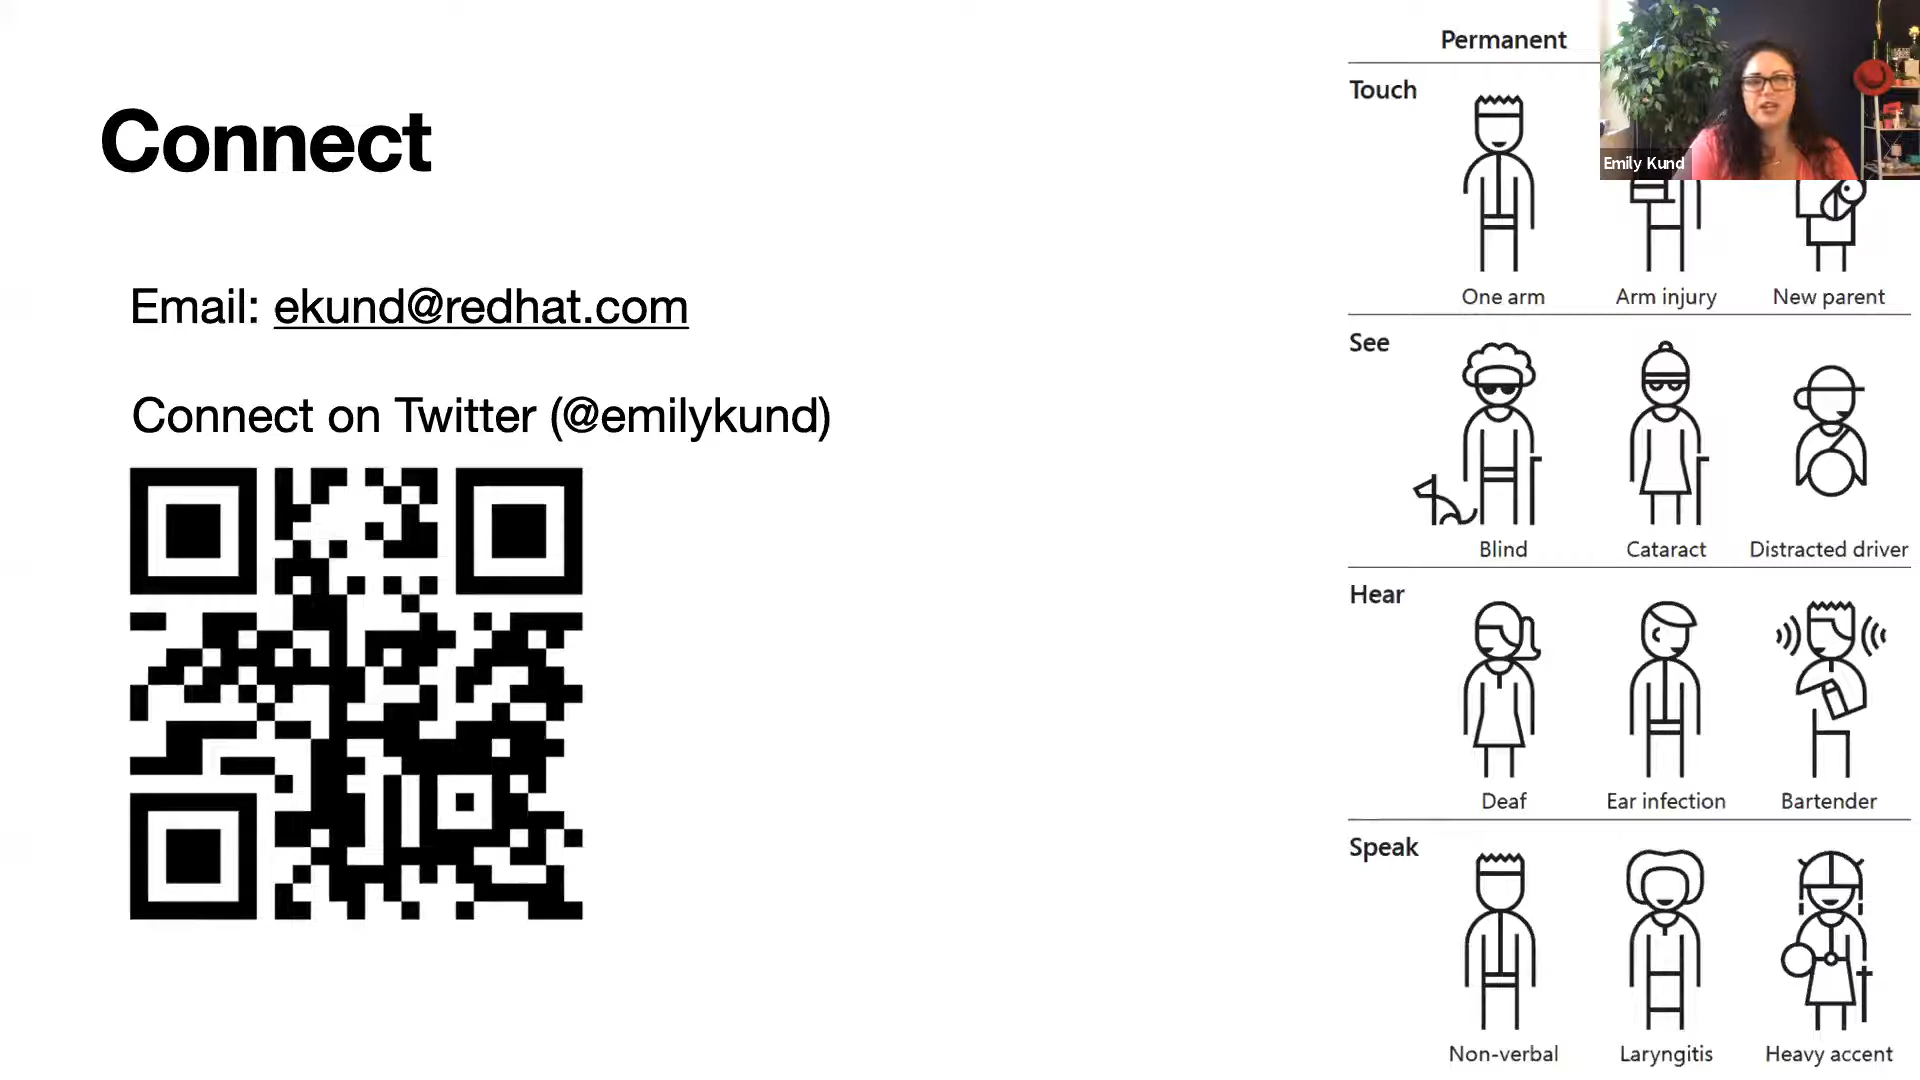 Connect
Email: ekund@redhat.com
Connect on Twitter (@emilykund)
Permanent
Emily Kund
Touch
One arm Arm injury New parent
See
Blind Cataract Distracted driver
Hear
Deaf Ear infection Bartender
Speak
Non-verbal Laryngitis Heavy accent